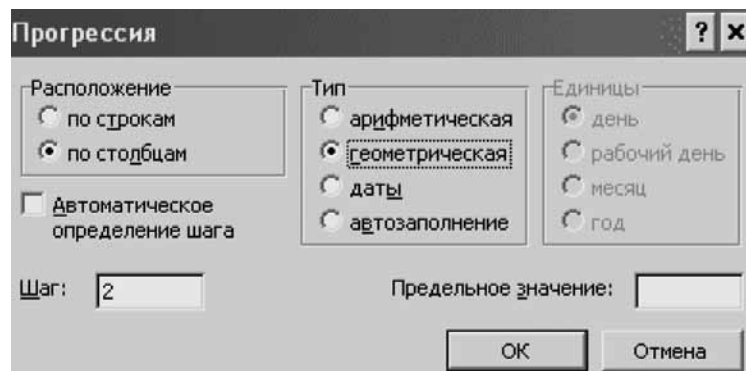 Прогрессия ? ×
Расположение
по строкам
по столбцам
Автоматическое
определение шага
Тип
арифметическая
геометрическая
даты
автозаполнение
Единицы
день
рабочий день
месяц
год
Шаг: 2
Предельное значение:
ОК
Отмена